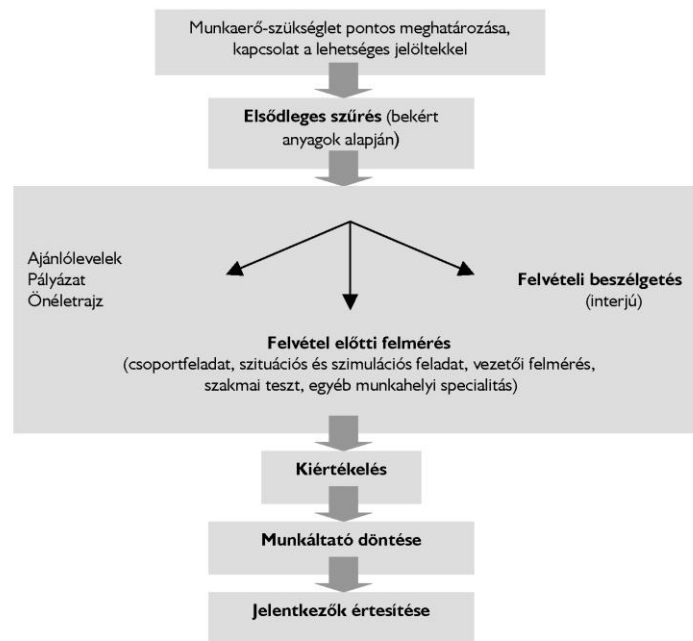 Munkaerő-szükséglet pontos meghatározása,
kapcsolat a lehetséges jelöltekkel
Elsődleges szűrés (bekért
anyagok alapján)
Ajánlólevelek
Pályázat
Önéletrajz
Felvételi beszélgetés
(interjú)
Felvétel előtti felmérés
(csoportfeladat, szituációs és szimulációs feladat, vezetői felmérés,
szakmai teszt, egyéb munkahelyi specialitás)
Kiértékelés
Munkáltató döntése
Jelentkezők értesítése